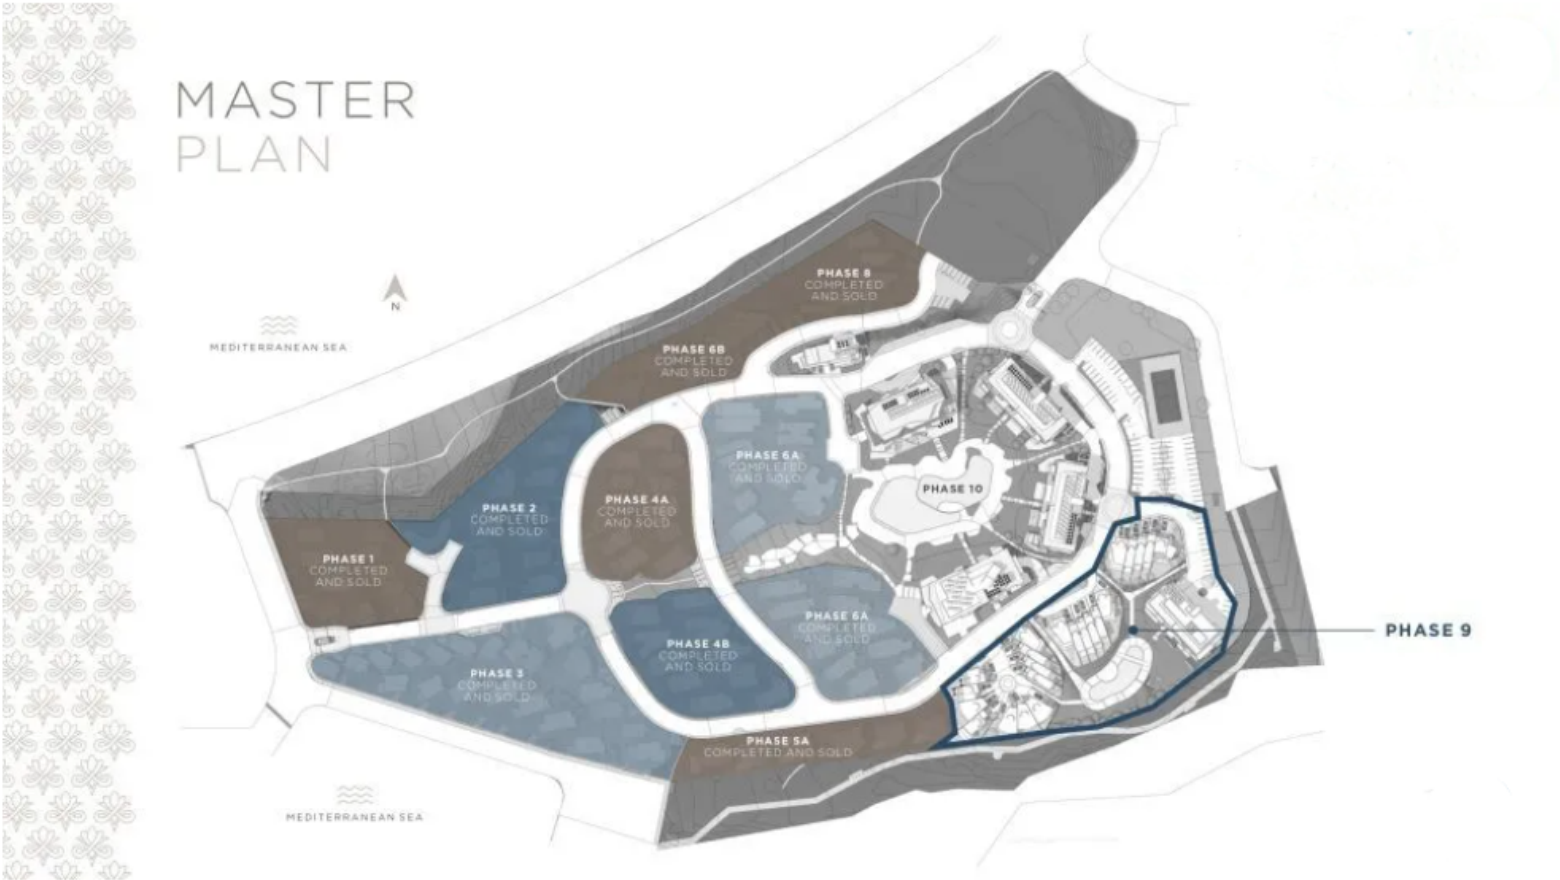 MASTER
PLAN
N
MEDITERRANEAN SEA
PHASE 8
COMPLETED
AND SOLD
PHASE 6B
COMPLETED
AND SOLD
PHASE 6A
COMPLETED
AND SOLD
PHASE 4A
COMPLETED
AND SOLD
PHASE 2
COMPLETED
AND SOLD
PHASE 10
PHASE 1
COMPLETED
AND SOLD
PHASE 6A
COMPLETED
AND SOLD
PHASE 4B
COMPLETED
AND SOLD
PHASE 9
PHASE 3
COMPLETED
AND SOLD
PHASE 5A
COMPLETED AND SOLD
MEDITERRANEAN SEA